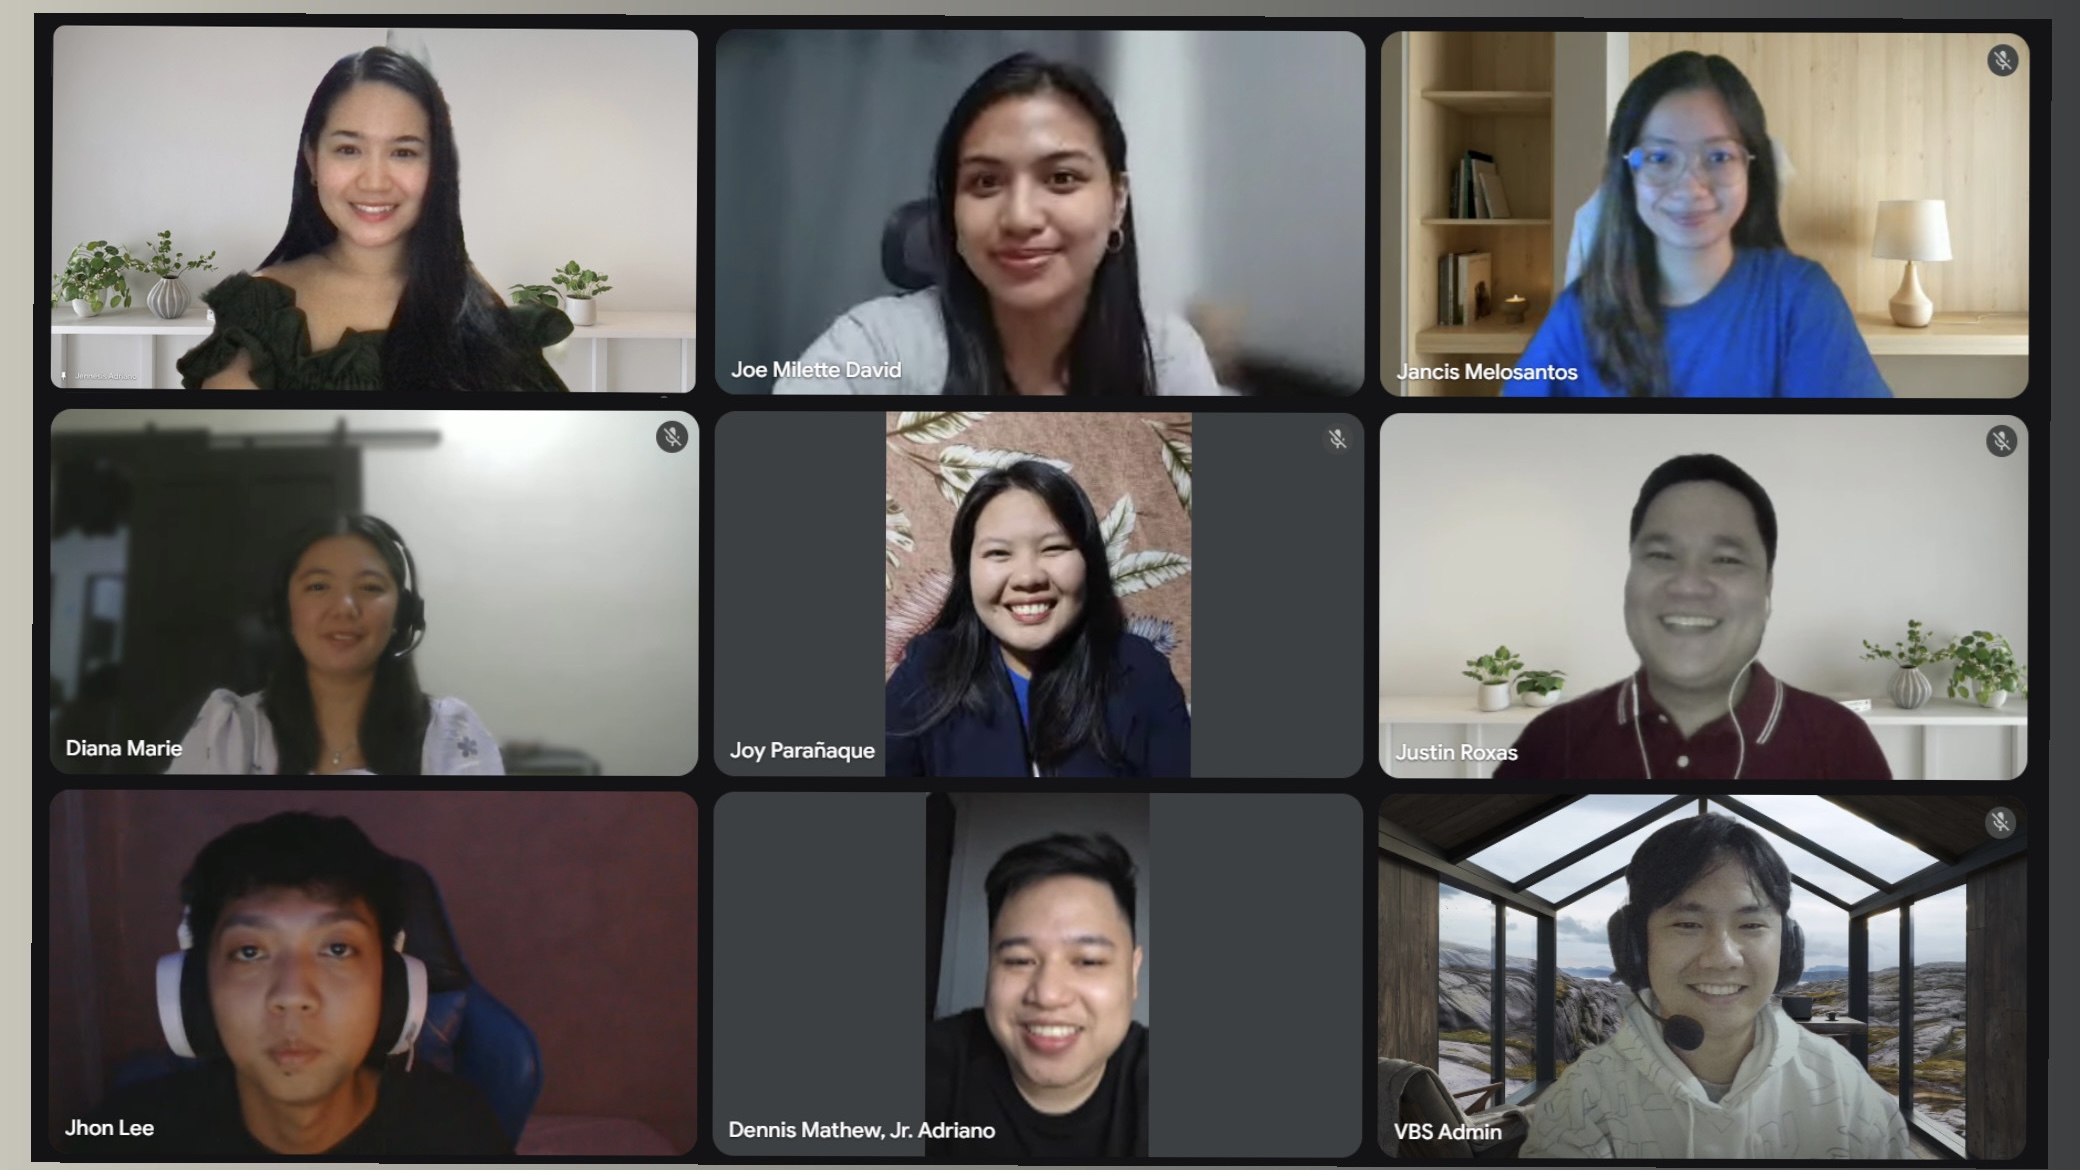 Adriano
Joe Milette David
Jancis Melosantos
Diana Marie
Joy Parañaque
Justin Roxas
Jhon Lee
Dennis Mathew, Jr. Adriano
VBS Admin